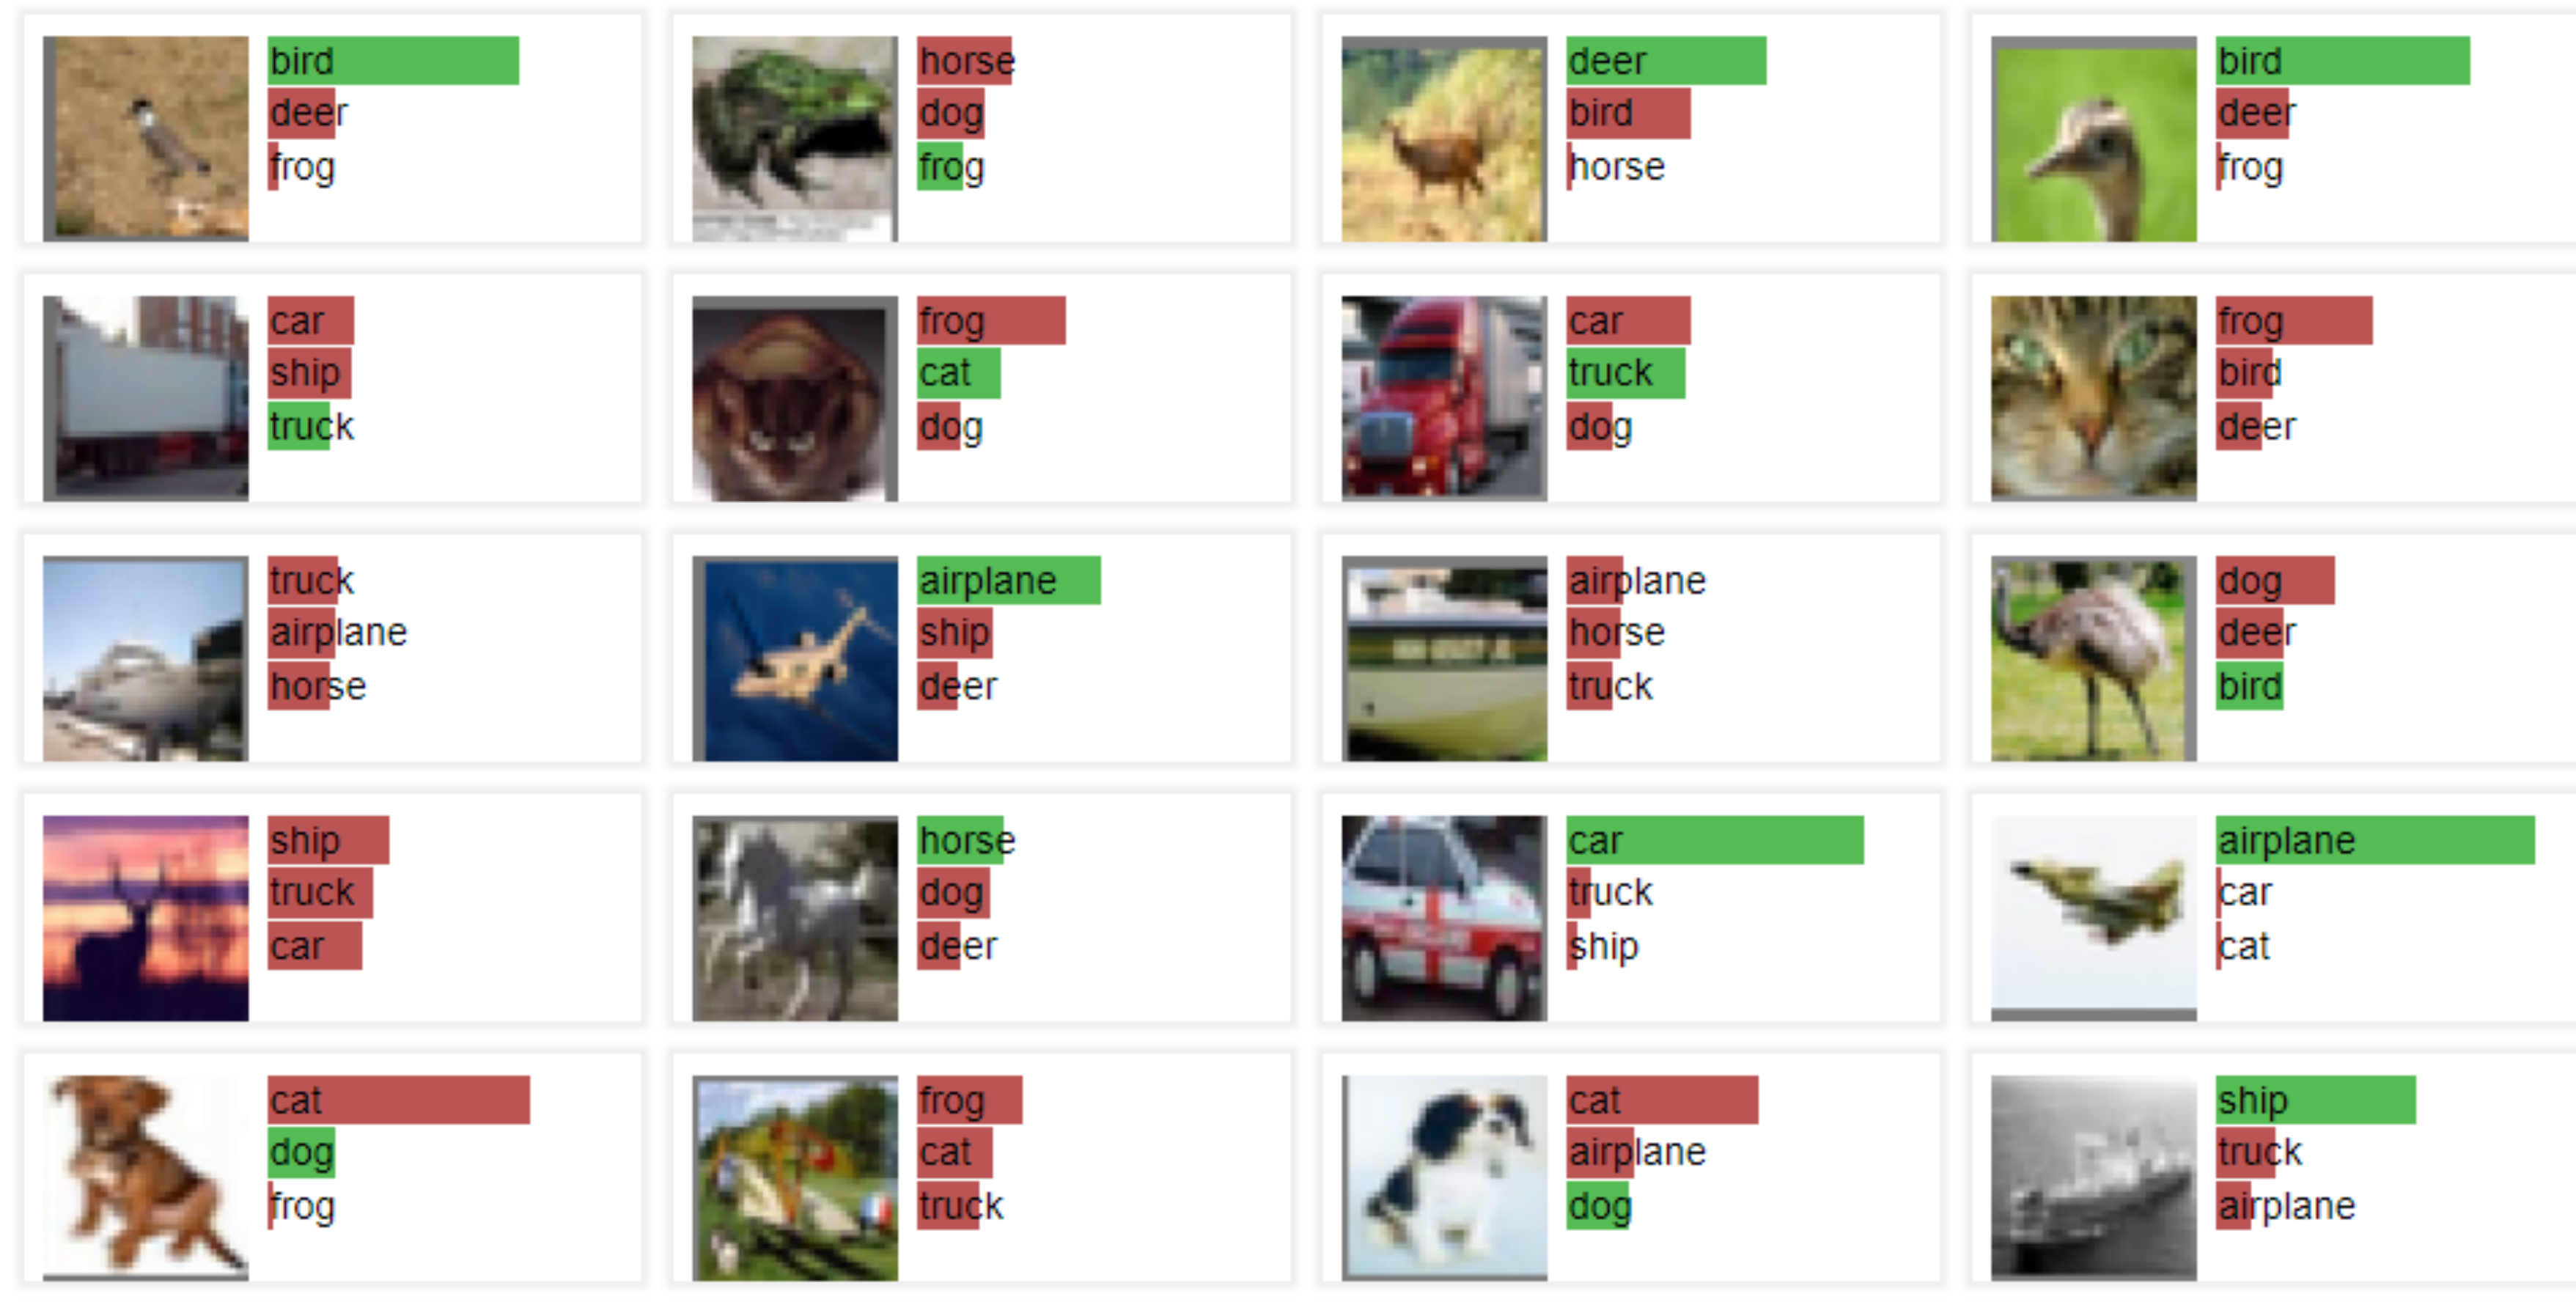 bird
deer
frog
horse
dog
frog
deer
bird
horse
bird
deer
frog
car
ship
truck
frog
cat
dog
car
truck
dog
frog
bird
deer
truck
airplane
horse
airplane
ship
deer
airplane
horse
truck
dog
deer
bird
ship
truck
car
horse
dog
deer
car
truck
ship
airplane
car
cat
cat
dog
frog
frog
cat
truck
cat
airplane
dog
ship
truck
airplane